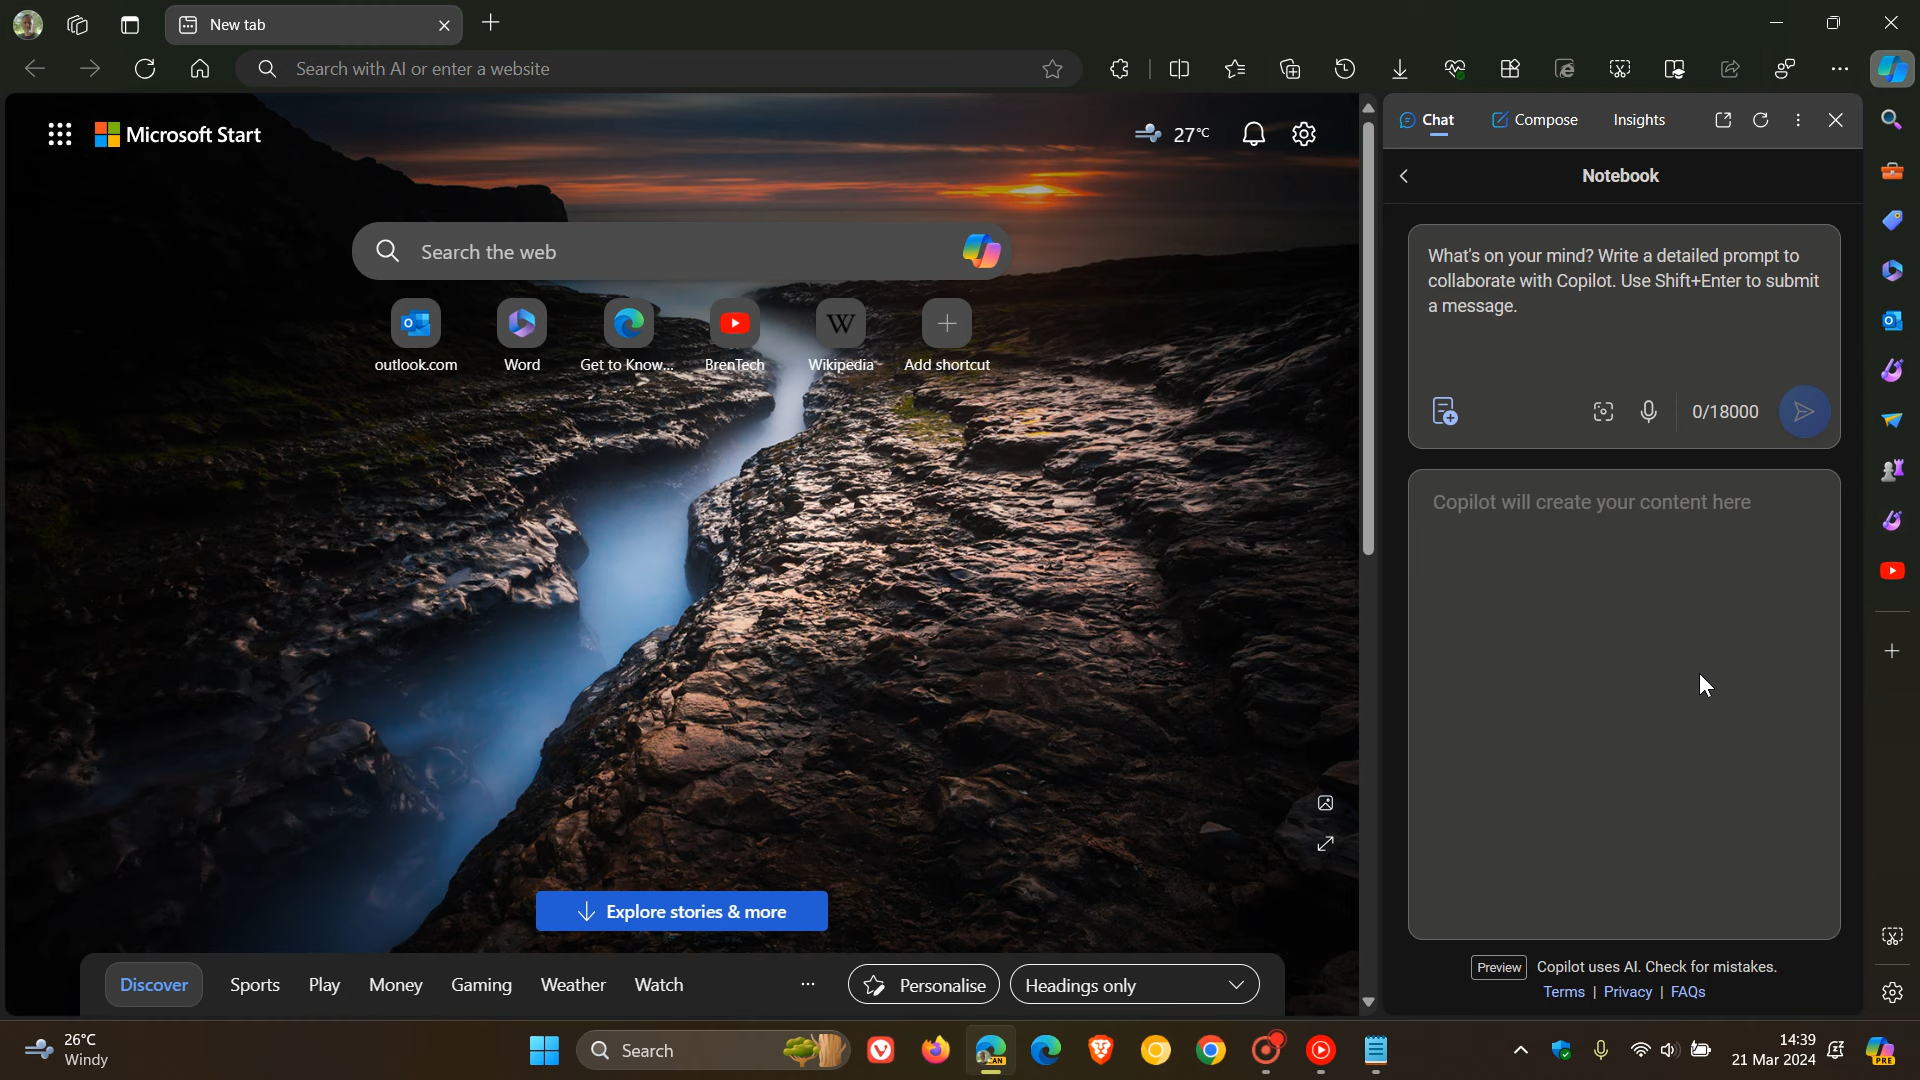 New tab
Search with AI or enter a website
Microsoft Start
27°C
Search the web
outlook.com
Word
Get to Know...
BrenTech
W
Wikipedia
Add shortcut
Explore stories & more
Discover
Sports
Play
Money
Gaming
Weather
Watch
Personalise
Headings only
Chat
Compose
Insights
Notebook
What's on your mind? Write a detailed prompt to
collaborate with Copilot. Use Shift+Enter to submit
a message.
0/18000
Copilot will create your content here
Preview
Copilot uses AI. Check for mistakes.
Terms | Privacy | FAQs
26°C
Windy
Search
CAN
14:39
21 Mar 2024
PRE